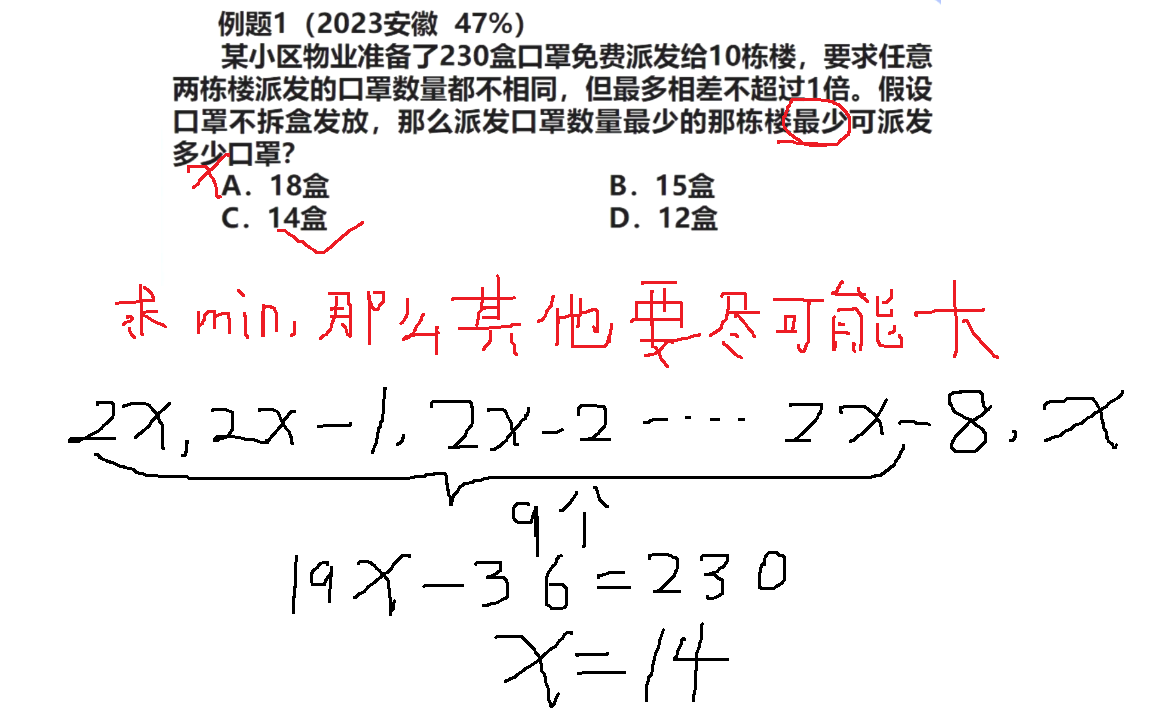 例题1（2023安徽 47%）
某小区物业准备了230盒口罩免费派发给10栋楼，要求任意
两栋楼派发的口罩数量都不相同，但最多相差不超过1倍。假设
口罩不拆盒发放，那么派发口罩数量最少的那栋楼最少可派发
多少口罩？
A．18盒 B．15盒
C．14盒 D．12盒
求min，那么其他要尽可能大
2x, 2x-1, 2x-2 ····· 2x-8, x
9个
19x-36=230
x=14